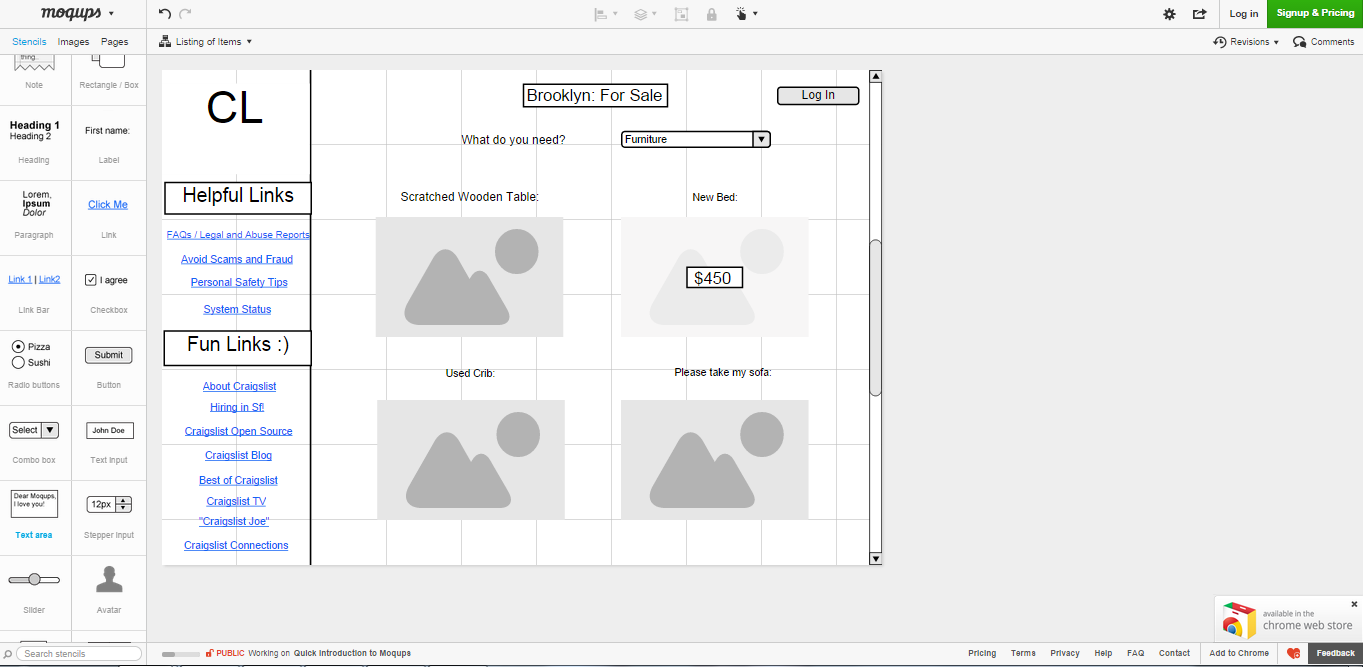 moqups
Log in
Signup & Pricing
Stencils
Images
Pages
Listing of Items
Revisions
Comments
thing..
Note
Rectangle / Box
Heading 1
Heading 2
First name:
Heading
Label
Lorem,
Ipsum
Dolor
Click Me
Paragraph
Link
Link 1 | Link2
I agree
Link Bar
Checkbox
Pizza
Sushi
Submit
Radio buttons
Button
Select
John Doe
Combo box
Text Input
Dear Moqups,
I love you!
12px
Text area
Stepper Input
Slider
Avatar
Search stencils
CL
Brooklyn: For Sale
Log In
What do you need?
Furniture
Helpful Links
FAQs / Legal and Abuse Reports
Avoid Scams and Fraud
Personal Safety Tips
System Status
Fun Links :)
About Craigslist
Hiring in Sf!
Craigslist Open Source
Craigslist Blog
Best of Craigslist
Craigslist TV
"Craigslist Joe"
Craigslist Connections
Scratched Wooden Table:
New Bed:
$450
Used Crib:
Please take my sofa:
available in the
chrome web store
PUBLIC Working on Quick Introduction to Moqups
Pricing
Terms
Privacy
Help
FAQ
Contact
Add to Chrome
Feedback